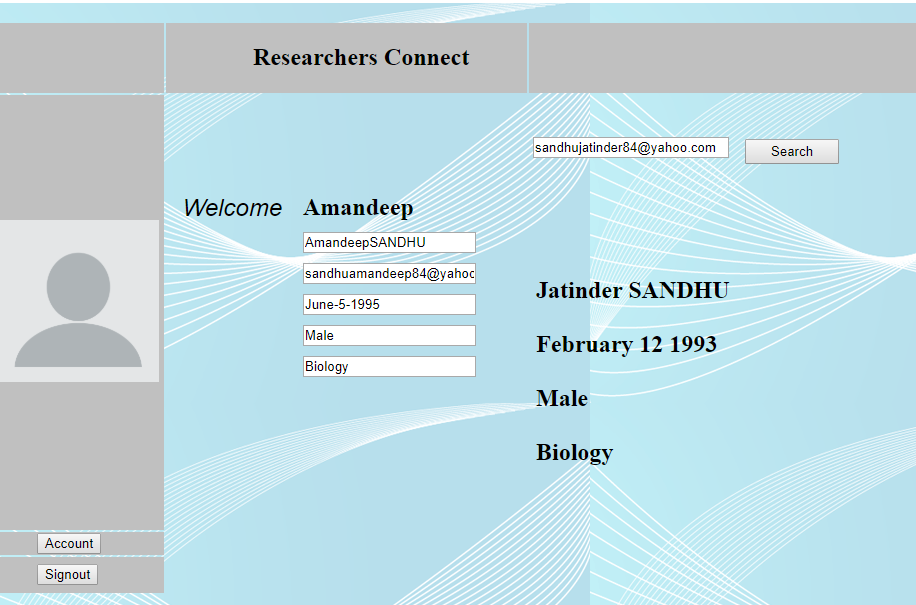 Researchers Connect
sandhujatinder84@yahoo.com
Search
Welcome Amandeep
AmandeepSANDHU
sandhuamandeep84@yahoo
June-5-1995
Male
Biology
Jatinder SANDHU
February 12 1993
Male
Biology
Account
Signout